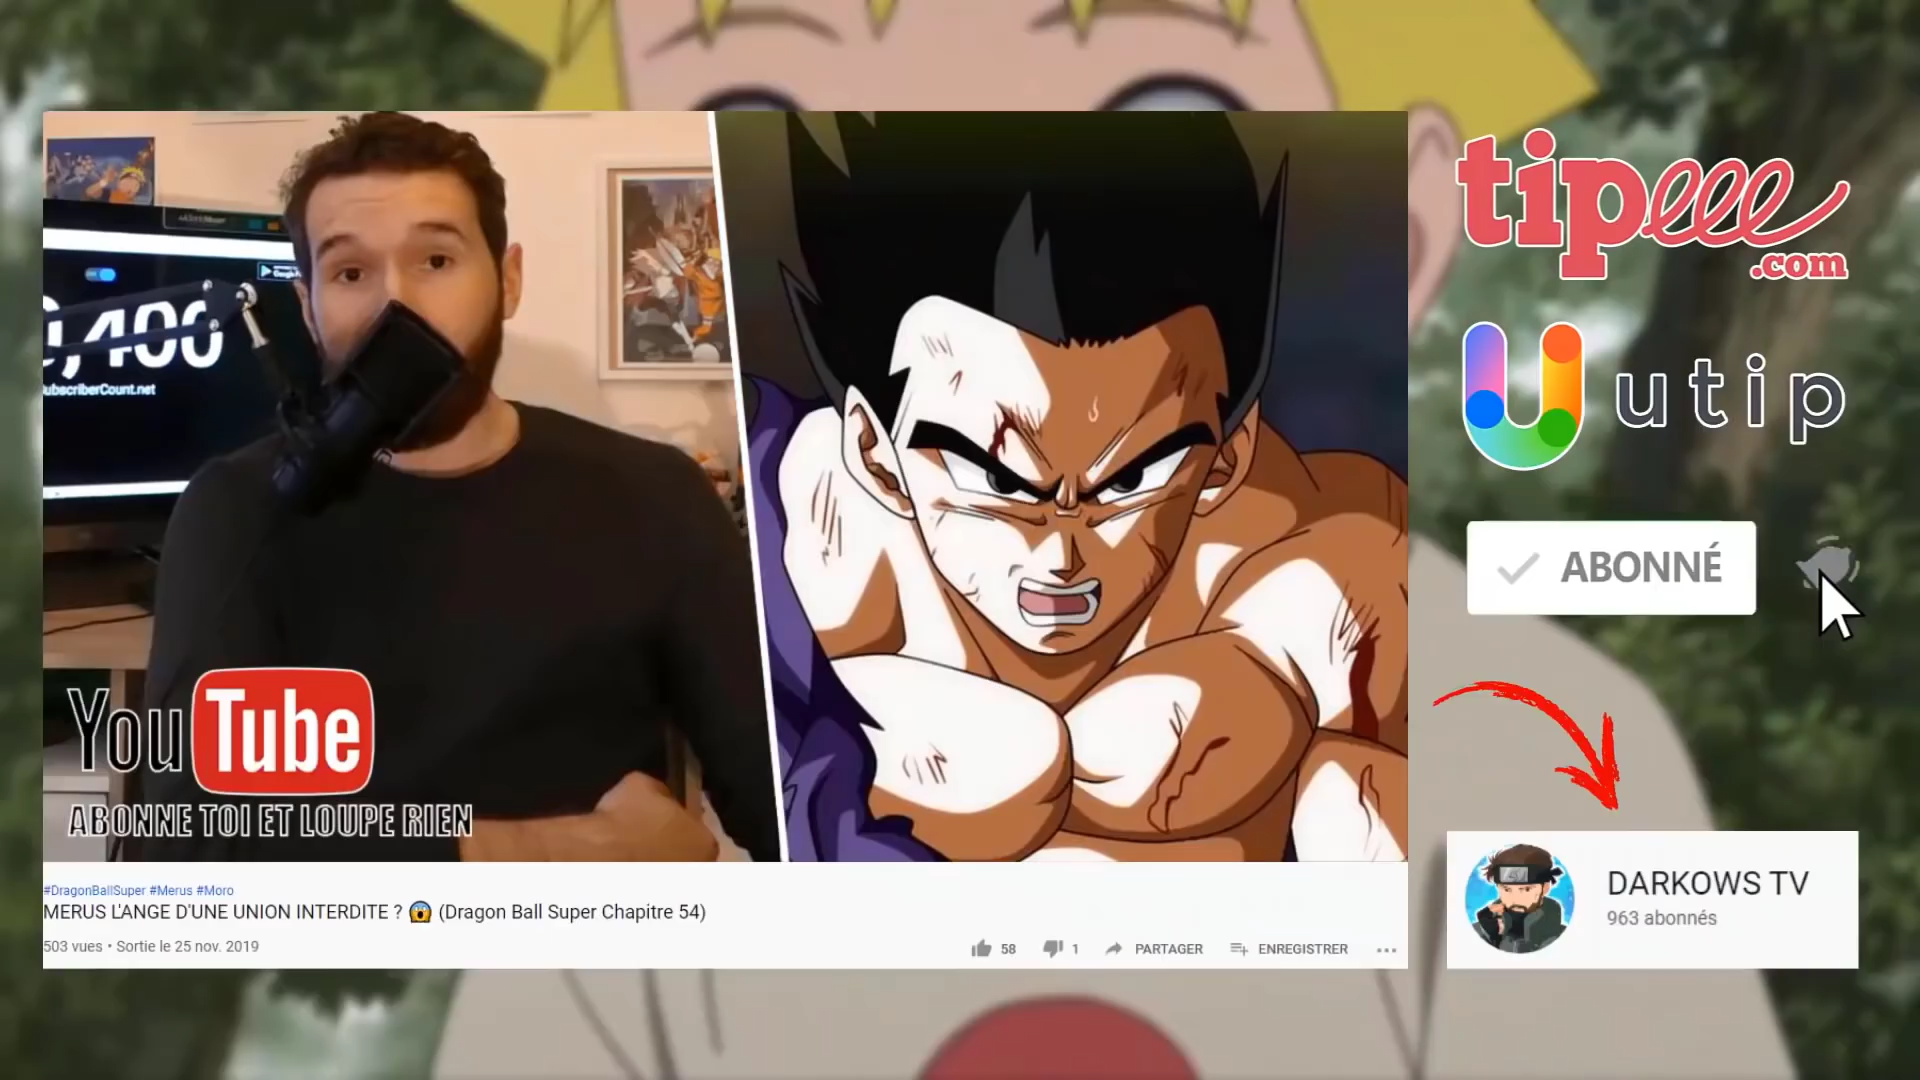 ,400
ubscriberCount.net
YouTube
ABONNE TOI ET LOUPE RIEN
#DragonBallSuper #Merus #Moro
MERUS L'ANGE D'UNE UNION INTERDITE ? 😱 (Dragon Ball Super Chapitre 54)
503 vues • Sortie le 25 nov. 2019
58
1
PARTAGER
ENREGISTRER
tipeee
.com
utip
ABONNÉ
DARKOWS TV
963 abonnés